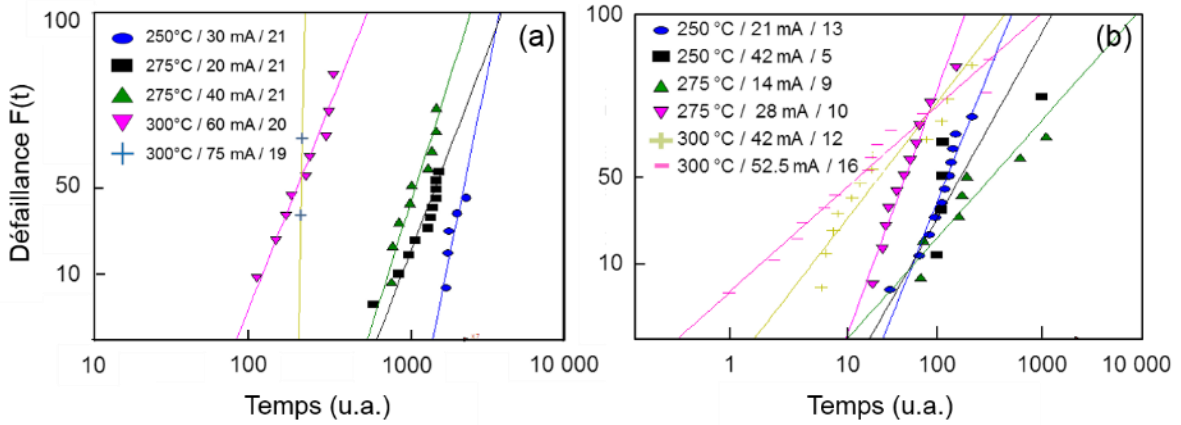 Défaillance F(t)
100
50
10
(a)
250°C / 30 mA / 21
275°C / 20 mA / 21
275°C / 40 mA / 21
300°C / 60 mA / 20
300°C / 75 mA / 19
10
100
1000
10 000
Temps (u.a.)
100
50
10
(b)
250 °C / 21 mA / 13
250 °C / 42 mA / 5
275 °C / 14 mA / 9
275 °C / 28 mA / 10
300 °C / 42 mA / 12
300 °C / 52.5 mA / 16
1
10
100
1000
10 000
Temps (u.a.)